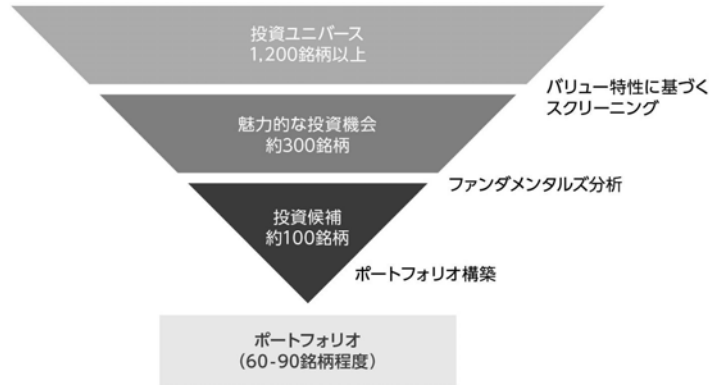 投資ユニバース
1,200銘柄以上
バリュー特性に基づく
スクリーニング
魅力的な投資機会
約300銘柄
ファンダメンタルズ分析
投資候補
約100銘柄
ポートフォリオ構築
ポートフォリオ
(60-90銘柄程度)